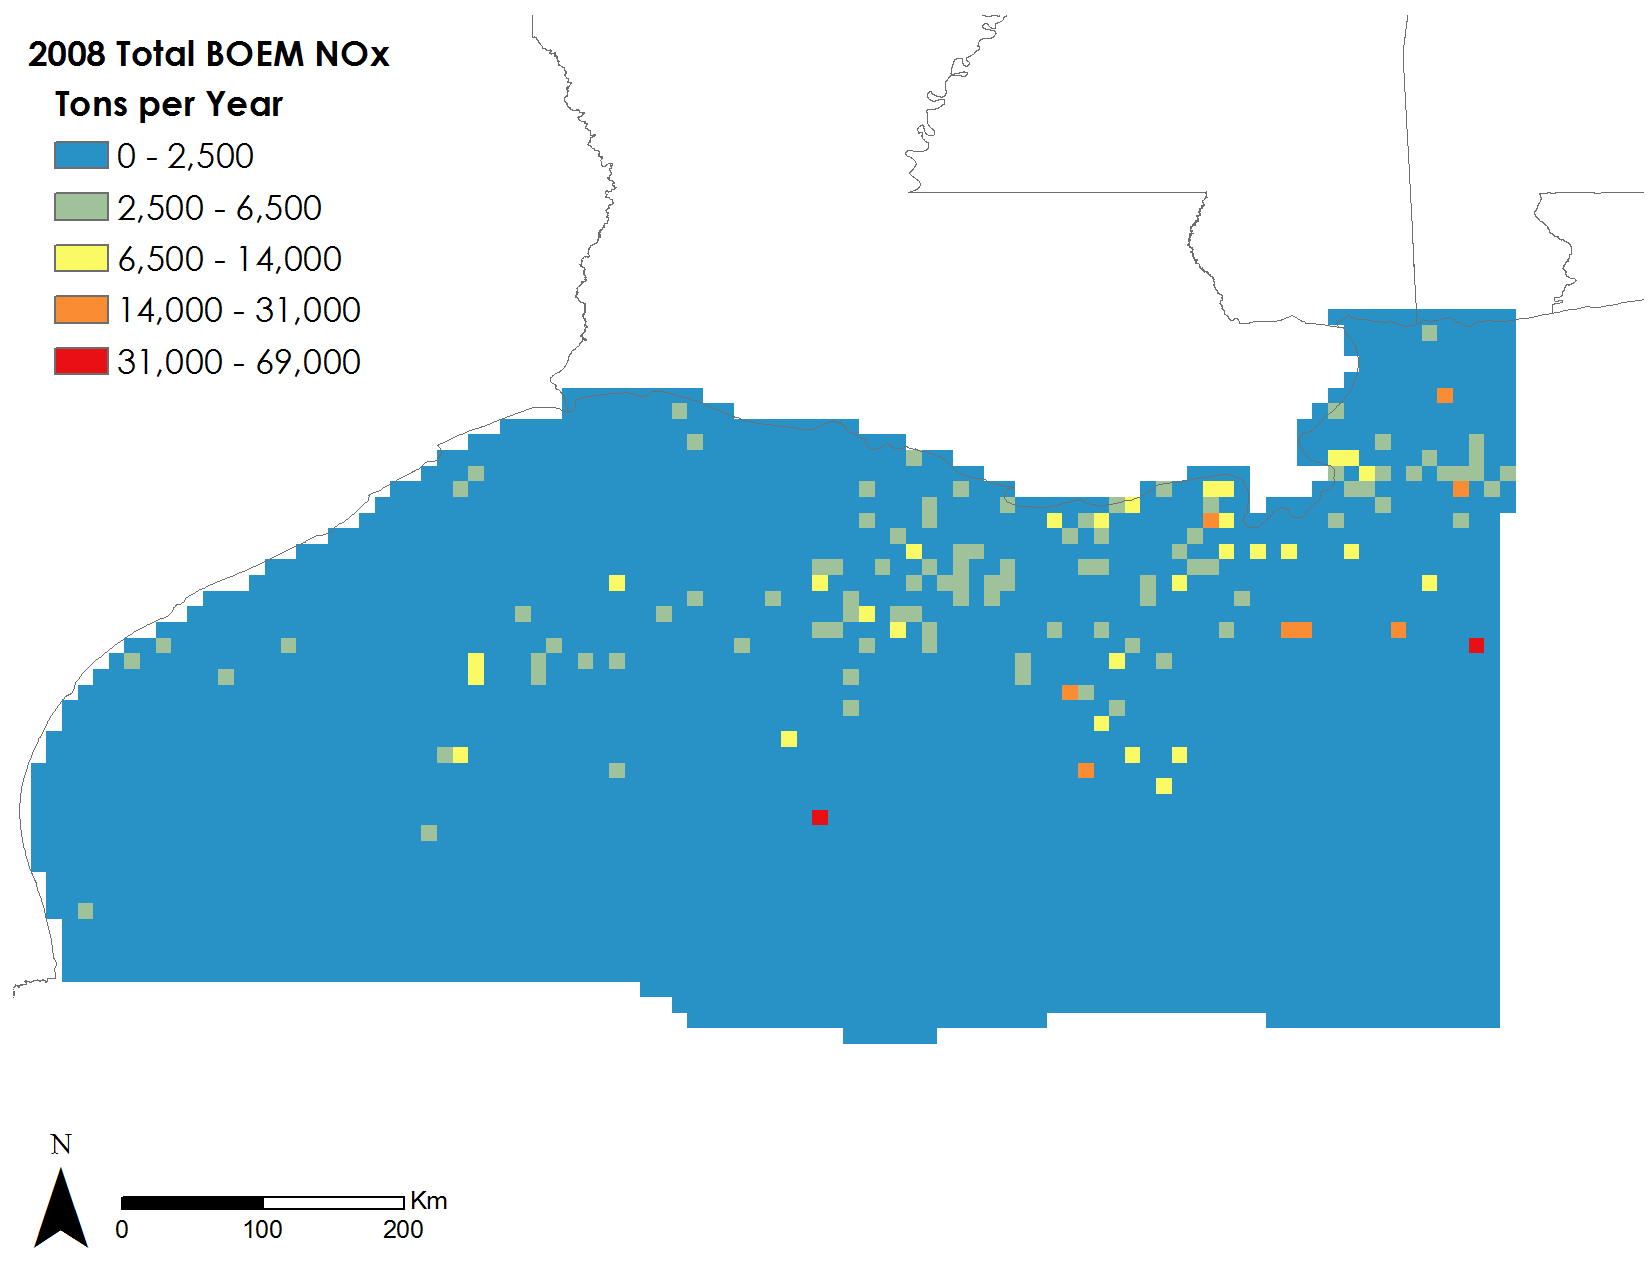 2008 Total BOEM NOx
Tons per Year
0 - 2,500
2,500 - 6,500
6,500 - 14,000
14,000 - 31,000
31,000 - 69,000
N
Km
0 100 200